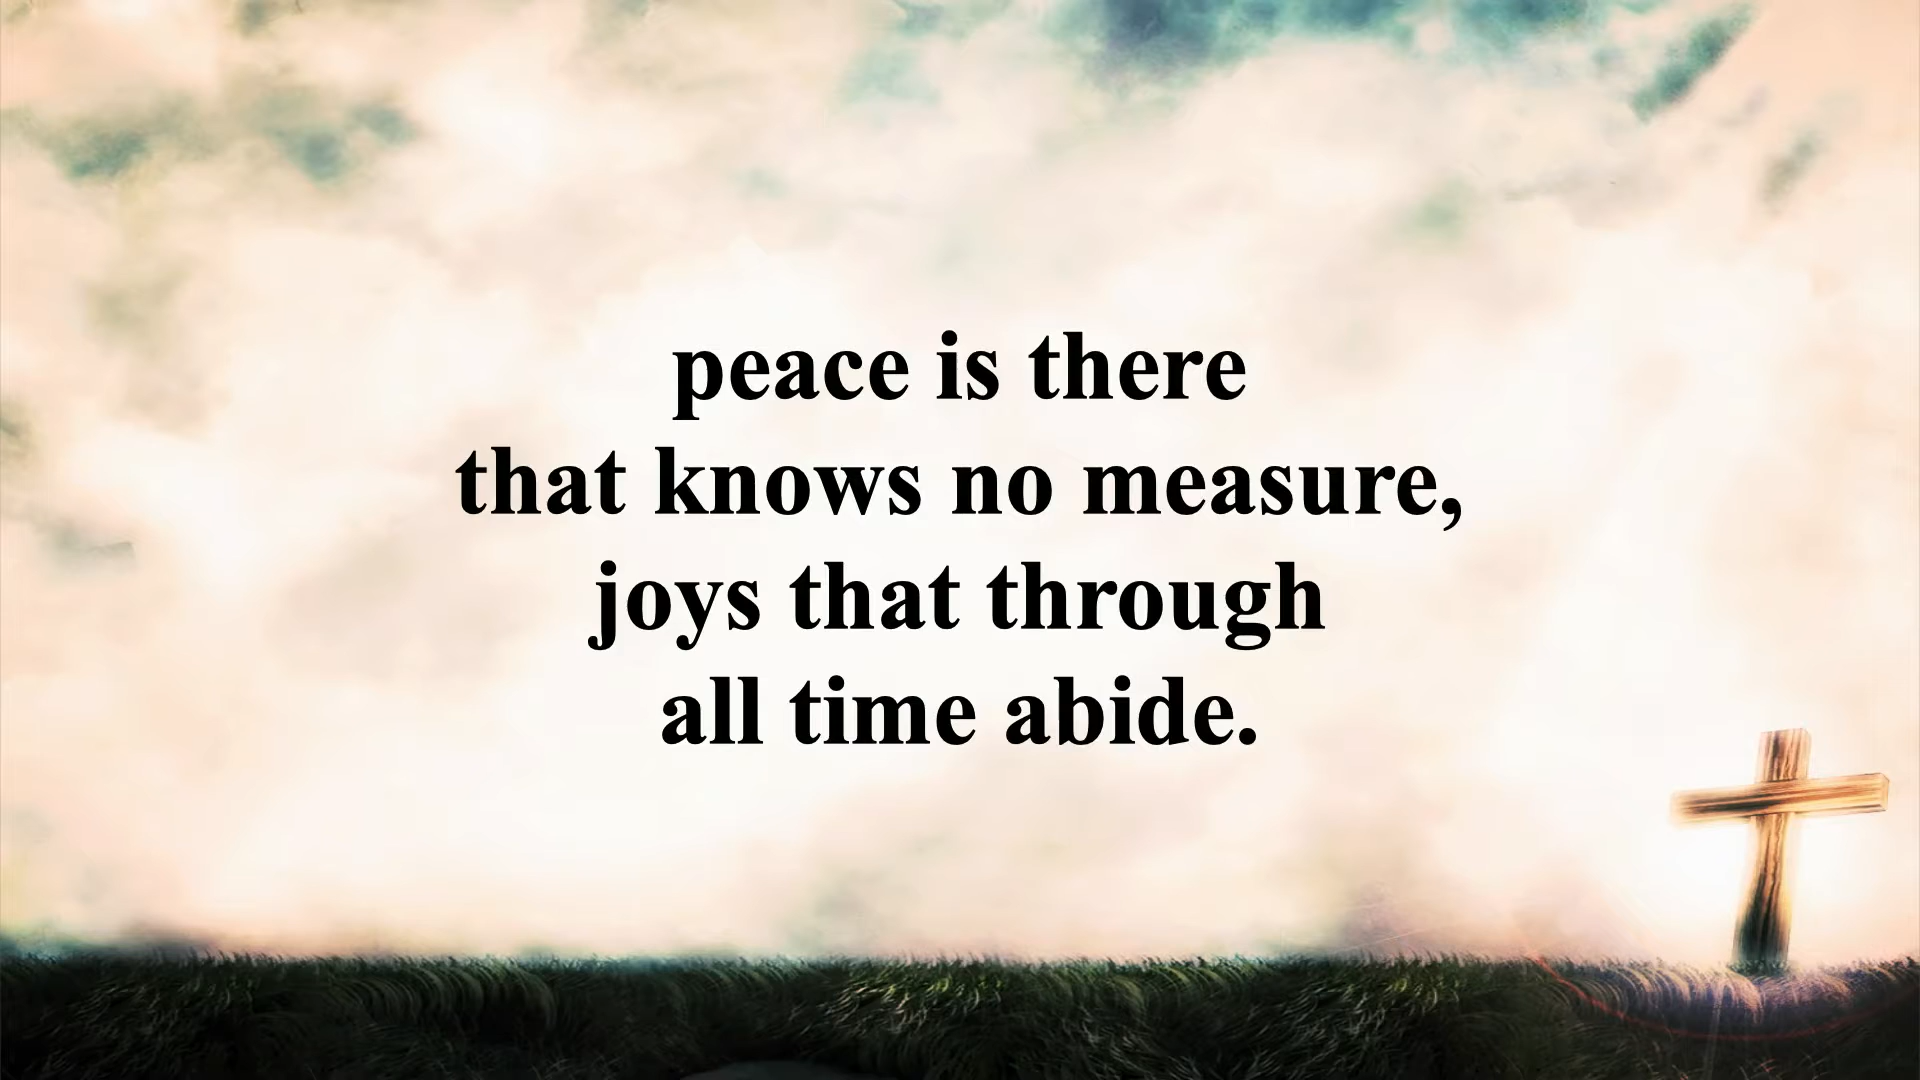 peace is there
that knows no measure,
joys that through
all time abide.